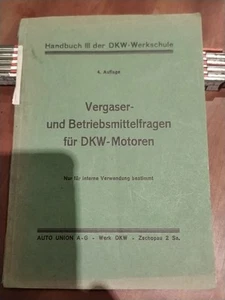 Handbuch III der DKW-Werkschule
4. Auflage
Vergaser-
und Betriebsmittelfragen
für DKW-Motoren
Nur für interne Verwendung bestimmt
AUTO UNION A-G - Werk DKW - Zschopau i. Sa.